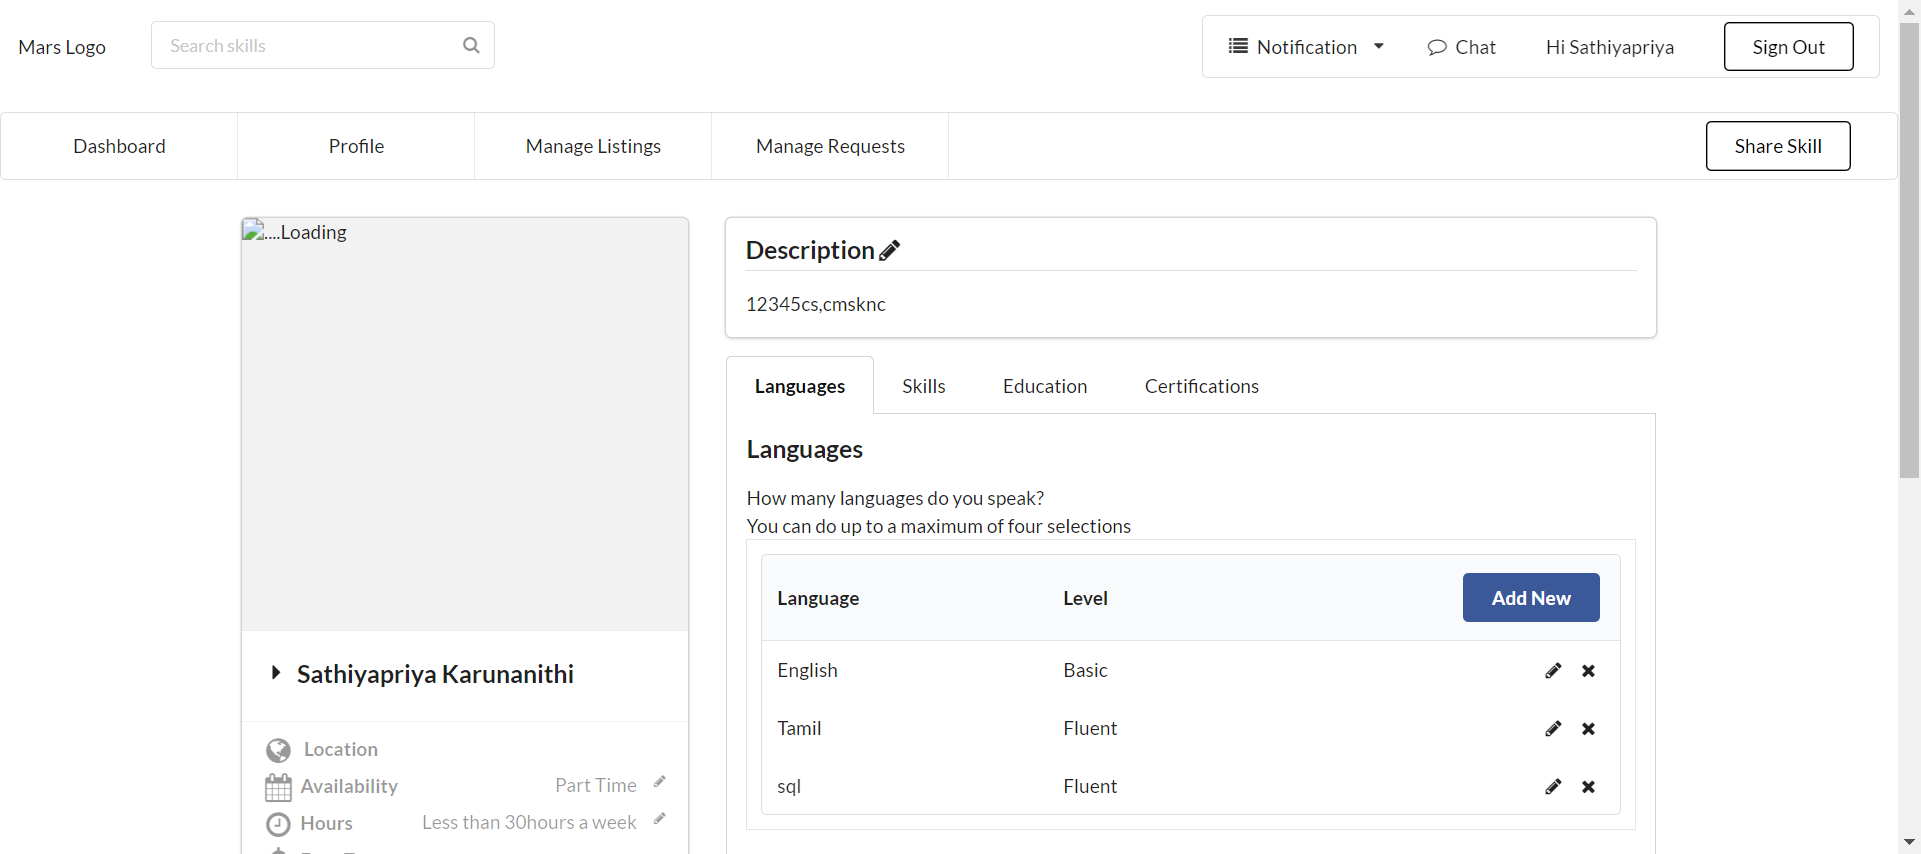 Mars Logo
Search skills
Notification
Chat
Hi Sathiyapriya
Sign Out
Dashboard
Profile
Manage Listings
Manage Requests
Share Skill
....Loading
Sathiyapriya Karunanithi
Location
Availability Part Time
Hours Less than 30hours a week
Description
12345cs,cmsknc
Languages Skills Education Certifications
Languages
How many languages do you speak?
You can do up to a maximum of four selections
Language Level Add New
English Basic
Tamil Fluent
sql Fluent